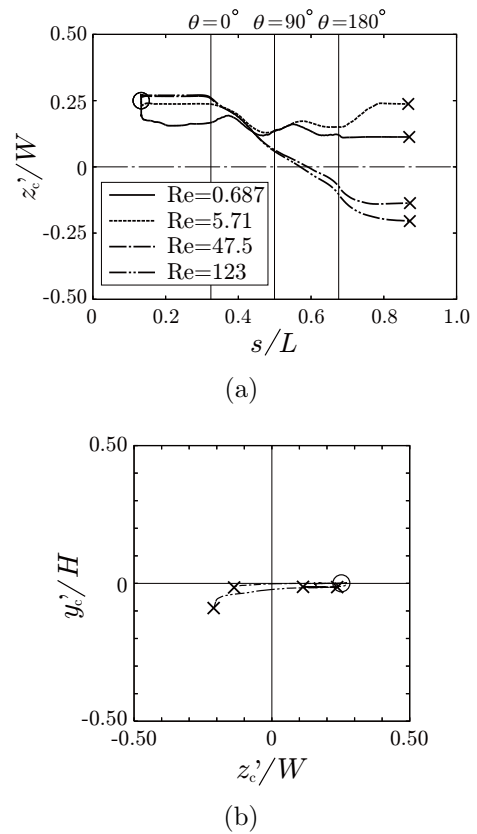 θ=0° θ=90° θ=180°
0.50
0.25
0
-0.25
-0.50
z'c/W
Re=0.687
Re=5.71
Re=47.5
Re=123
0 0.2 0.4 0.6 0.8 1.0
s/L
(a)
0.50
0
-0.50
y'c/H
-0.50 0 0.50
z'c/W
(b)